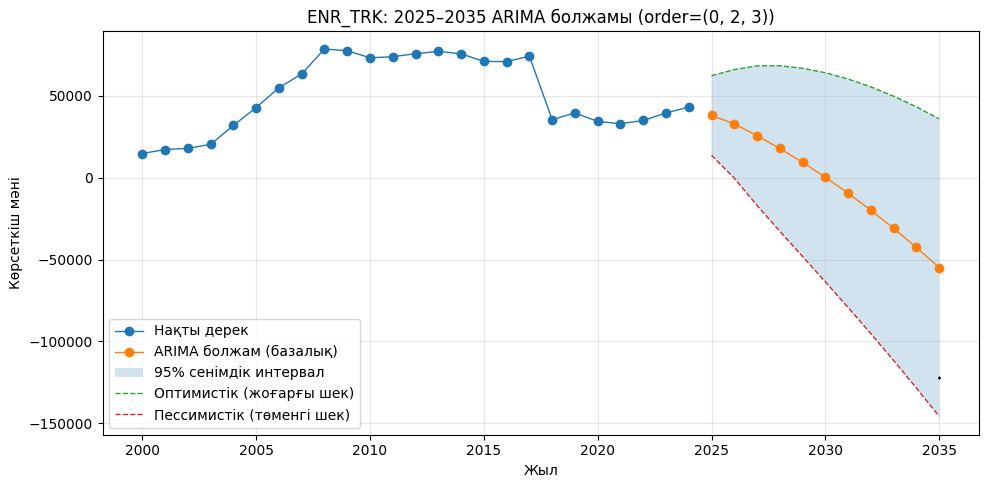 ENR_TRK: 2025–2035 ARIMA болжамы (order=(0, 2, 3))
Көрсеткіш мәні
50000
0
−50000
−100000
−150000
Нақты дерек
ARIMA болжам (базалық)
95% сенімдік интервал
Оптимистік (жоғарғы шек)
Пессимистік (төменгі шек)
2000 2005 2010 2015 2020 2025 2030 2035
Жыл